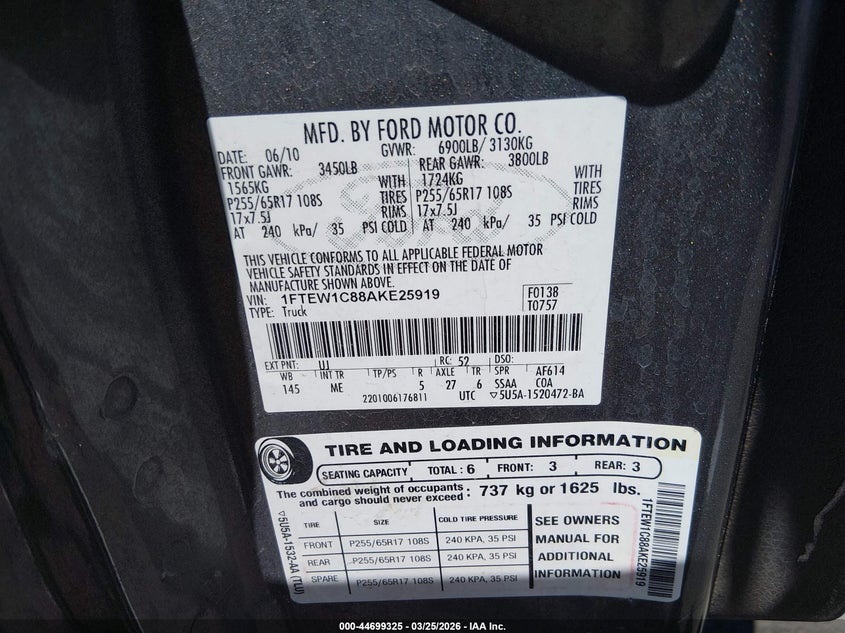 MFD. BY FORD MOTOR CO.
DATE: 06/10 GVWR: 6900LB/ 3130KG
FRONT GAWR: 3450LB REAR GAWR: 3800LB
1565KG WITH 1724KG WITH
P255/65R17 108S TIRES P255/65R17 108S TIRES
17x7.5J RIMS 17x7.5J RIMS
AT 240 kPa/ 35 PSI COLD AT 240 kPa/ 35 PSI COLD
THIS VEHICLE CONFORMS TO ALL APPLICABLE FEDERAL MOTOR
VEHICLE SAFETY STANDARDS IN EFFECT ON THE DATE OF
MANUFACTURE SHOWN ABOVE.
VIN: 1FTEW1C88AKE25919 F0138
TYPE: Truck T0757
EXT PNT: UJ RC: 52 DSO:
WB INT TR TP/PS R AXLE TR SPR AF614
145 ME 5 27 6 SSAA COA
2201006176811 UTC ▽5U5A-1520472-BA
TIRE AND LOADING INFORMATION
SEATING CAPACITY TOTAL: 6 FRONT: 3 REAR: 3
The combined weight of occupants and cargo should never exceed: 737 kg or 1625 lbs.
TIRE SIZE COLD TIRE PRESSURE
FRONT P255/65R17 108S 240 KPA, 35 PSI
REAR P255/65R17 108S 240 KPA, 35 PSI
SPARE P255/65R17 108S 240 KPA, 35 PSI
SEE OWNERS
MANUAL FOR
ADDITIONAL
INFORMATION
▽5U5A-1532-AA (TLU)
1FTEW1C88AKE25919
000-44699325 - 03/25/2026 - IAA Inc.